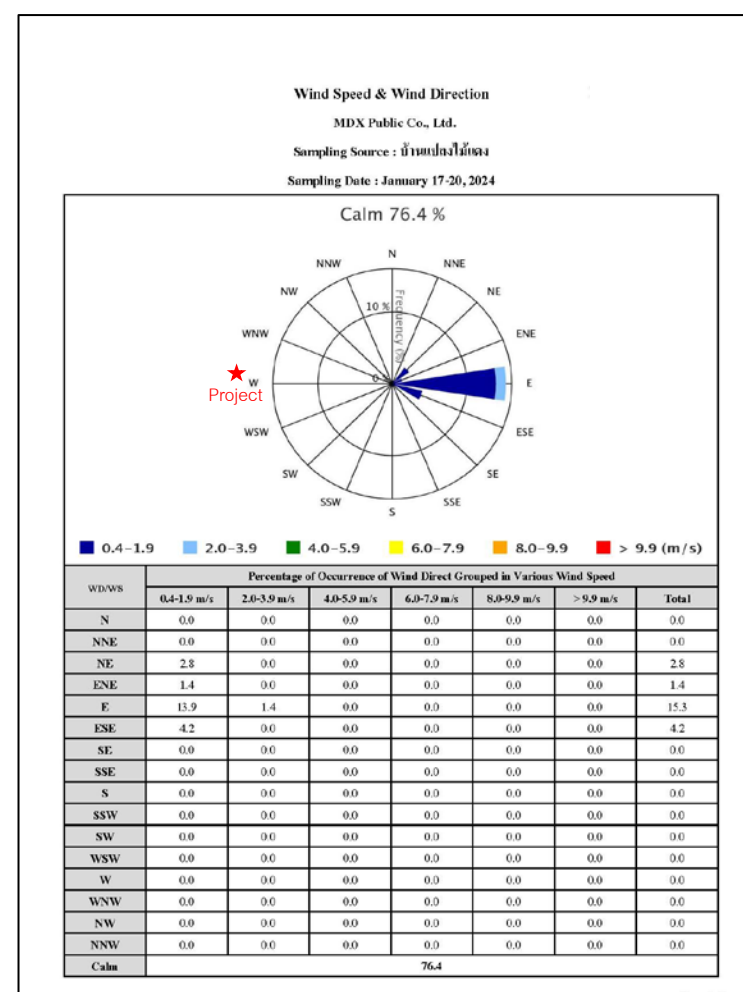 Wind Speed & Wind Direction
MDX Public Co., Ltd.
Sampling Source : บ้านแปลงไม้แดง
Sampling Date : January 17-20, 2024
Calm 76.4 %
N
NNW
NNE
NW
NE
10 %
Frequency (%)
WNW
ENE
0 %
W
E
Project
WSW
ESE
SW
SE
SSW
SSE
S
0.4-1.9 2.0-3.9 4.0-5.9 6.0-7.9 8.0-9.9 > 9.9 (m/s)
WD/WS Percentage of Occurrence of Wind Direct Grouped in Various Wind Speed
0.4-1.9 m/s 2.0-3.9 m/s 4.0-5.9 m/s 6.0-7.9 m/s 8.0-9.9 m/s > 9.9 m/s Total
N 0.0 0.0 0.0 0.0 0.0 0.0 0.0
NNE 0.0 0.0 0.0 0.0 0.0 0.0 0.0
NE 2.8 0.0 0.0 0.0 0.0 0.0 2.8
ENE 1.4 0.0 0.0 0.0 0.0 0.0 1.4
E 13.9 1.4 0.0 0.0 0.0 0.0 15.3
ESE 4.2 0.0 0.0 0.0 0.0 0.0 4.2
SE 0.0 0.0 0.0 0.0 0.0 0.0 0.0
SSE 0.0 0.0 0.0 0.0 0.0 0.0 0.0
S 0.0 0.0 0.0 0.0 0.0 0.0 0.0
SSW 0.0 0.0 0.0 0.0 0.0 0.0 0.0
SW 0.0 0.0 0.0 0.0 0.0 0.0 0.0
WSW 0.0 0.0 0.0 0.0 0.0 0.0 0.0
W 0.0 0.0 0.0 0.0 0.0 0.0 0.0
WNW 0.0 0.0 0.0 0.0 0.0 0.0 0.0
NW 0.0 0.0 0.0 0.0 0.0 0.0 0.0
NNW 0.0 0.0 0.0 0.0 0.0 0.0 0.0
Calm 76.4